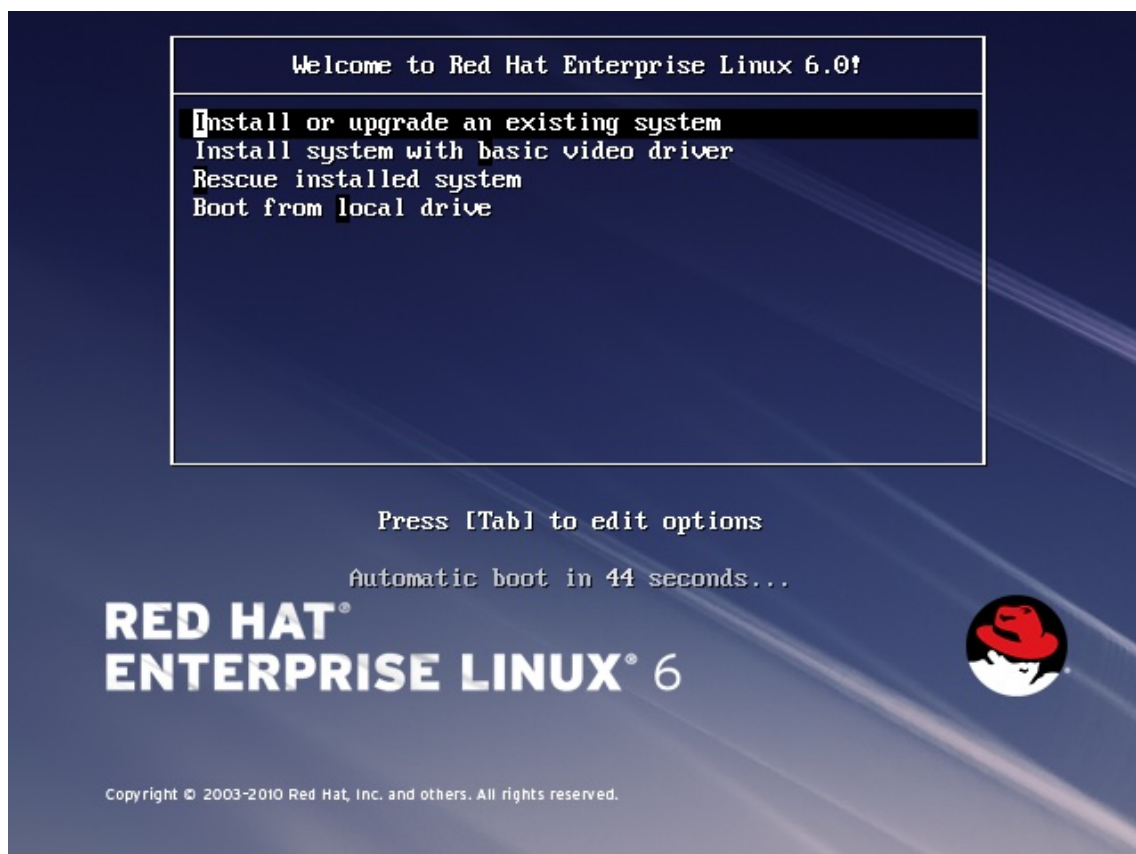 Welcome to Red Hat Enterprise Linux 6.0!
Install or upgrade an existing system
Install system with basic video driver
Rescue installed system
Boot from local drive
Press [Tab] to edit options
Automatic boot in 44 seconds...
RED HAT®
ENTERPRISE LINUX® 6
Copyright © 2003-2010 Red Hat, Inc. and others. All rights reserved.